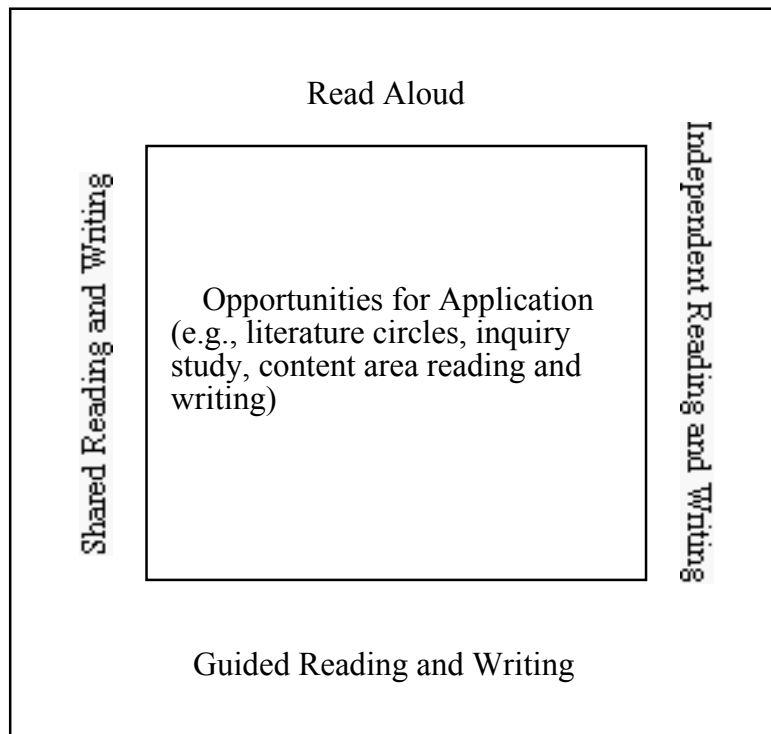 Read Aloud
Shared Reading and Writing
Opportunities for Application
(e.g., literature circles, inquiry
study, content area reading and
writing)
Independent Reading and Writing
Guided Reading and Writing